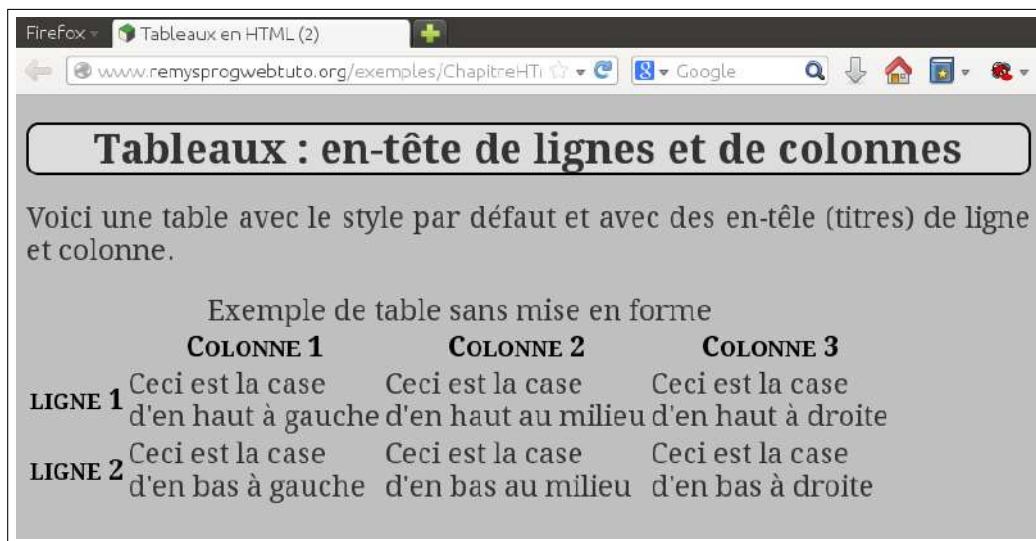 Firefox
Tableaux en HTML (2)
www.remysprogwebtuto.org/exemples/ChapitreHT
8 Google
Tableaux : en-tête de lignes et de colonnes
Voici une table avec le style par défaut et avec des en-têle (titres) de ligne
et colonne.
Exemple de table sans mise en forme
COLONNE 1 COLONNE 2 COLONNE 3
LIGNE 1
Ceci est la case d'en haut à gauche
Ceci est la case d'en haut au milieu
Ceci est la case d'en haut à droite
LIGNE 2
Ceci est la case d'en bas à gauche
Ceci est la case d'en bas au milieu
Ceci est la case d'en bas à droite